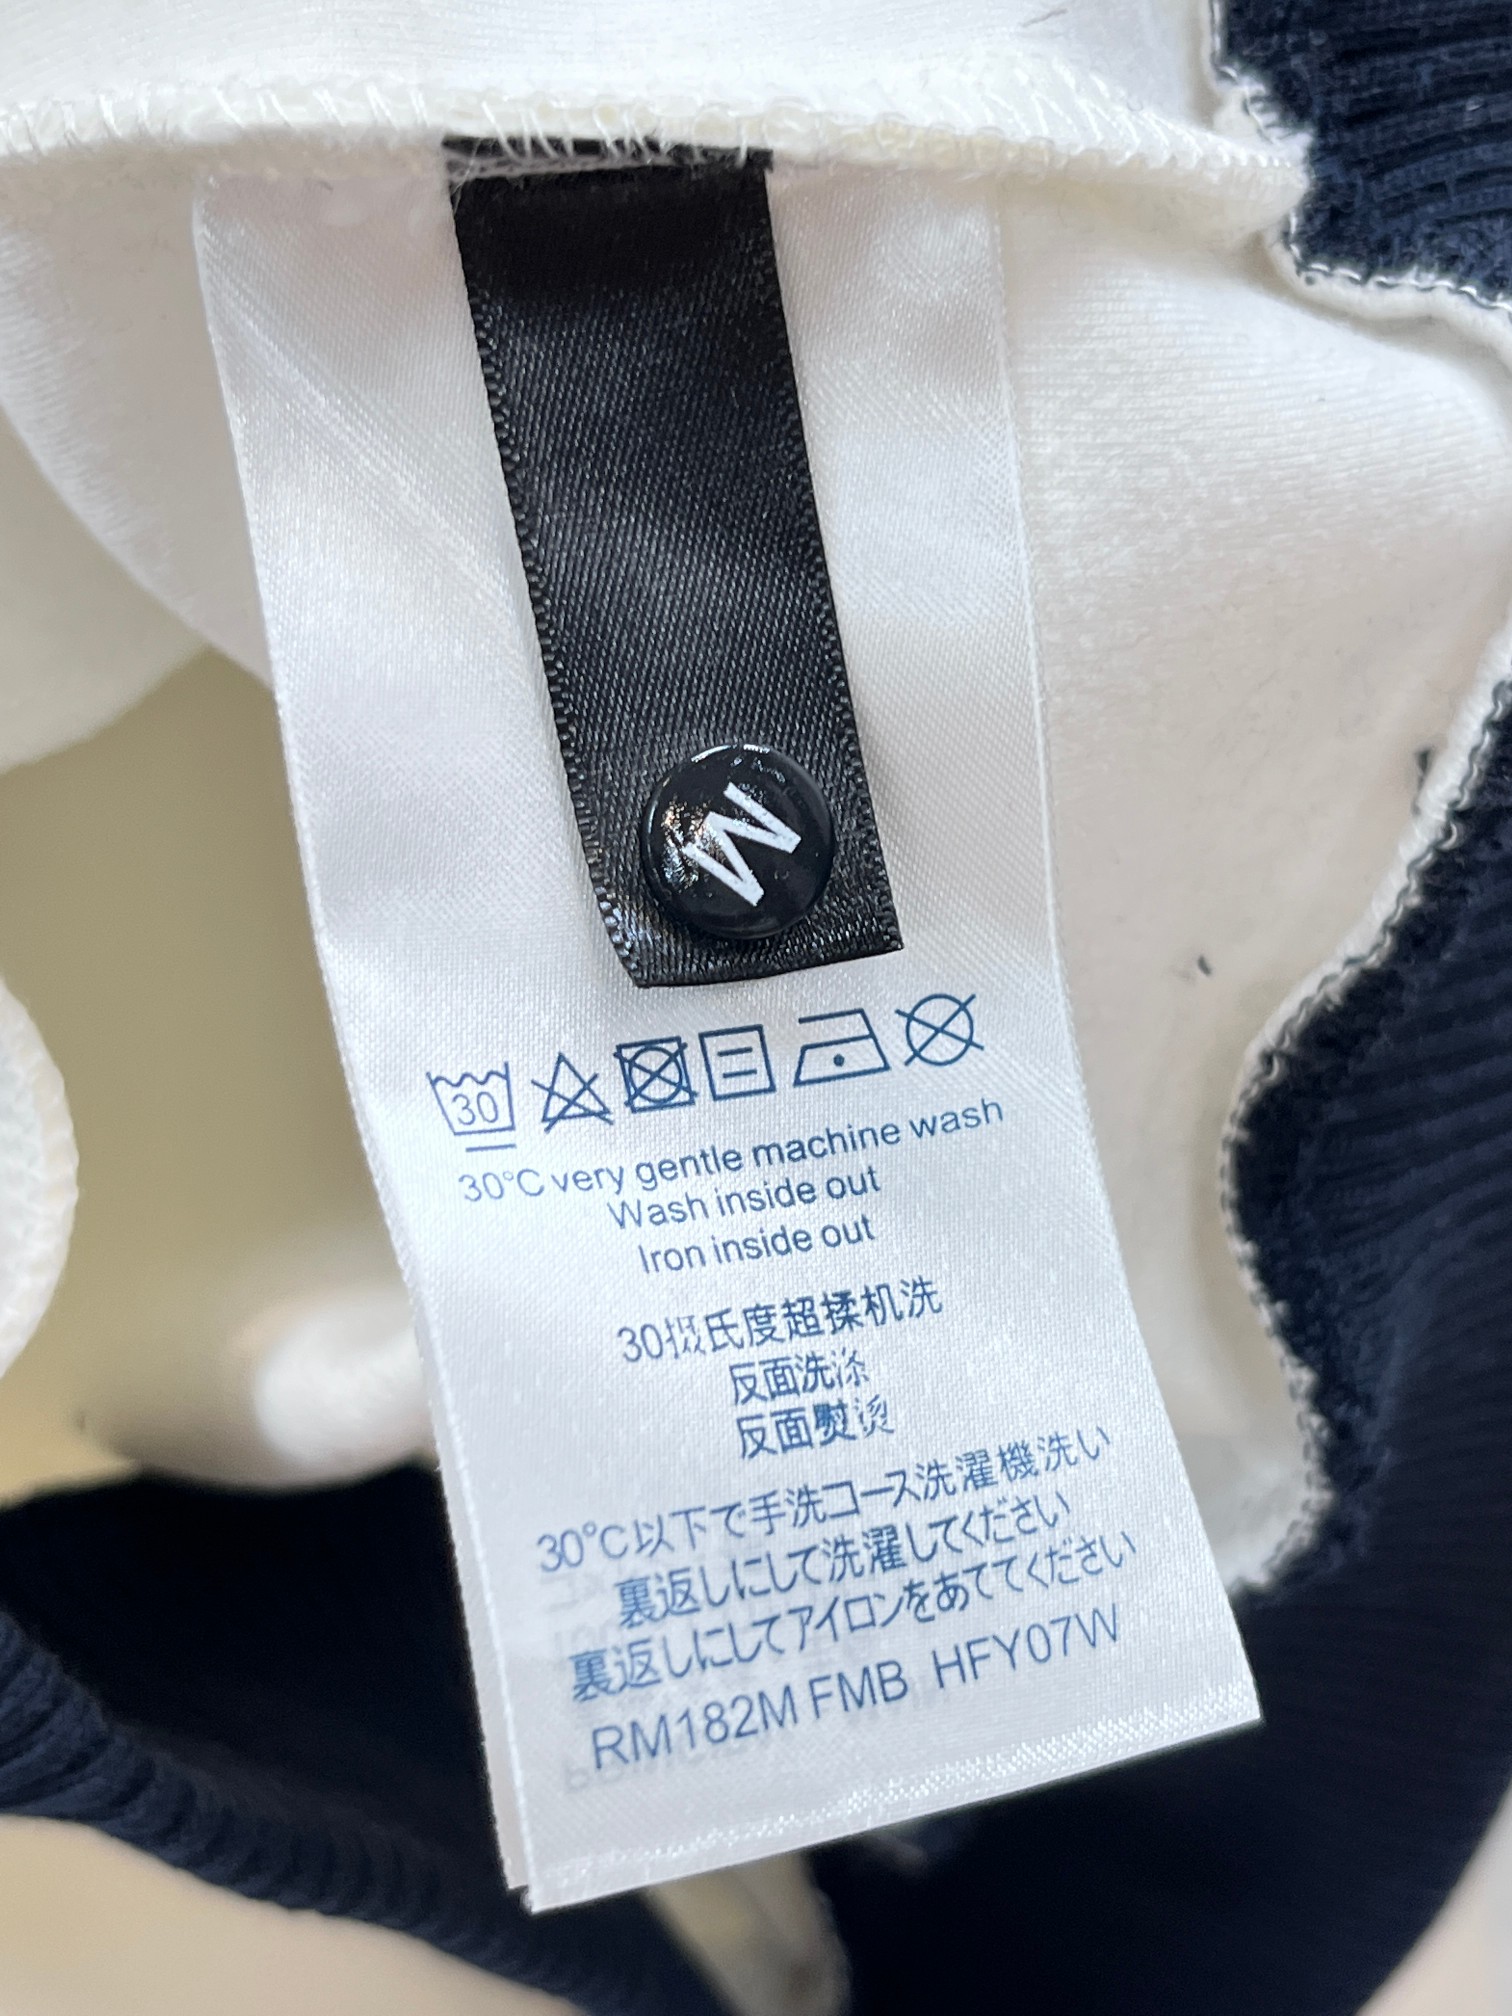 M
30
30°C very gentle machine wash
Wash inside out
Iron inside out
30摄氏度超揉机洗
反面洗涤
反面熨烫
30°C以下で手洗コース洗濯機洗い
裏返しにして洗濯してください
裏返しにしてアイロンをあててください
RM182M FMB HFY07W